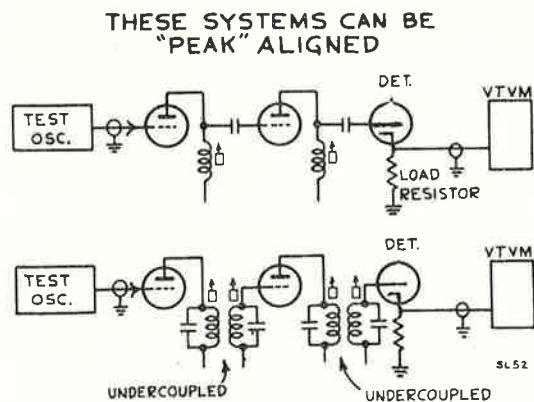 THESE SYSTEMS CAN BE
"PEAK" ALIGNED
DET.
VTVM
TEST
OSC.
LOAD
RESISTOR
DET.
VTVM
TEST
OSC.
SL52
UNDERCOUPLED
UNDERCOUPLED